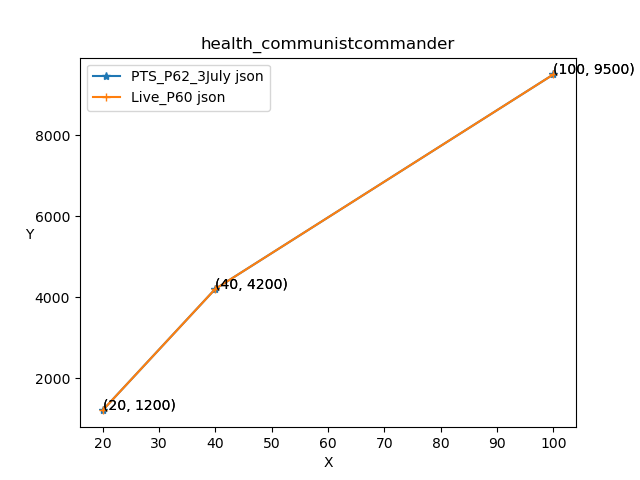 health_communistcommander
PTS_P62_3July json
Live_P60 json
(100, 9500)
8000
6000
Y
(40, 4200)
4000
2000
(20, 1200)
20 30 40 50 60 70 80 90 100
X